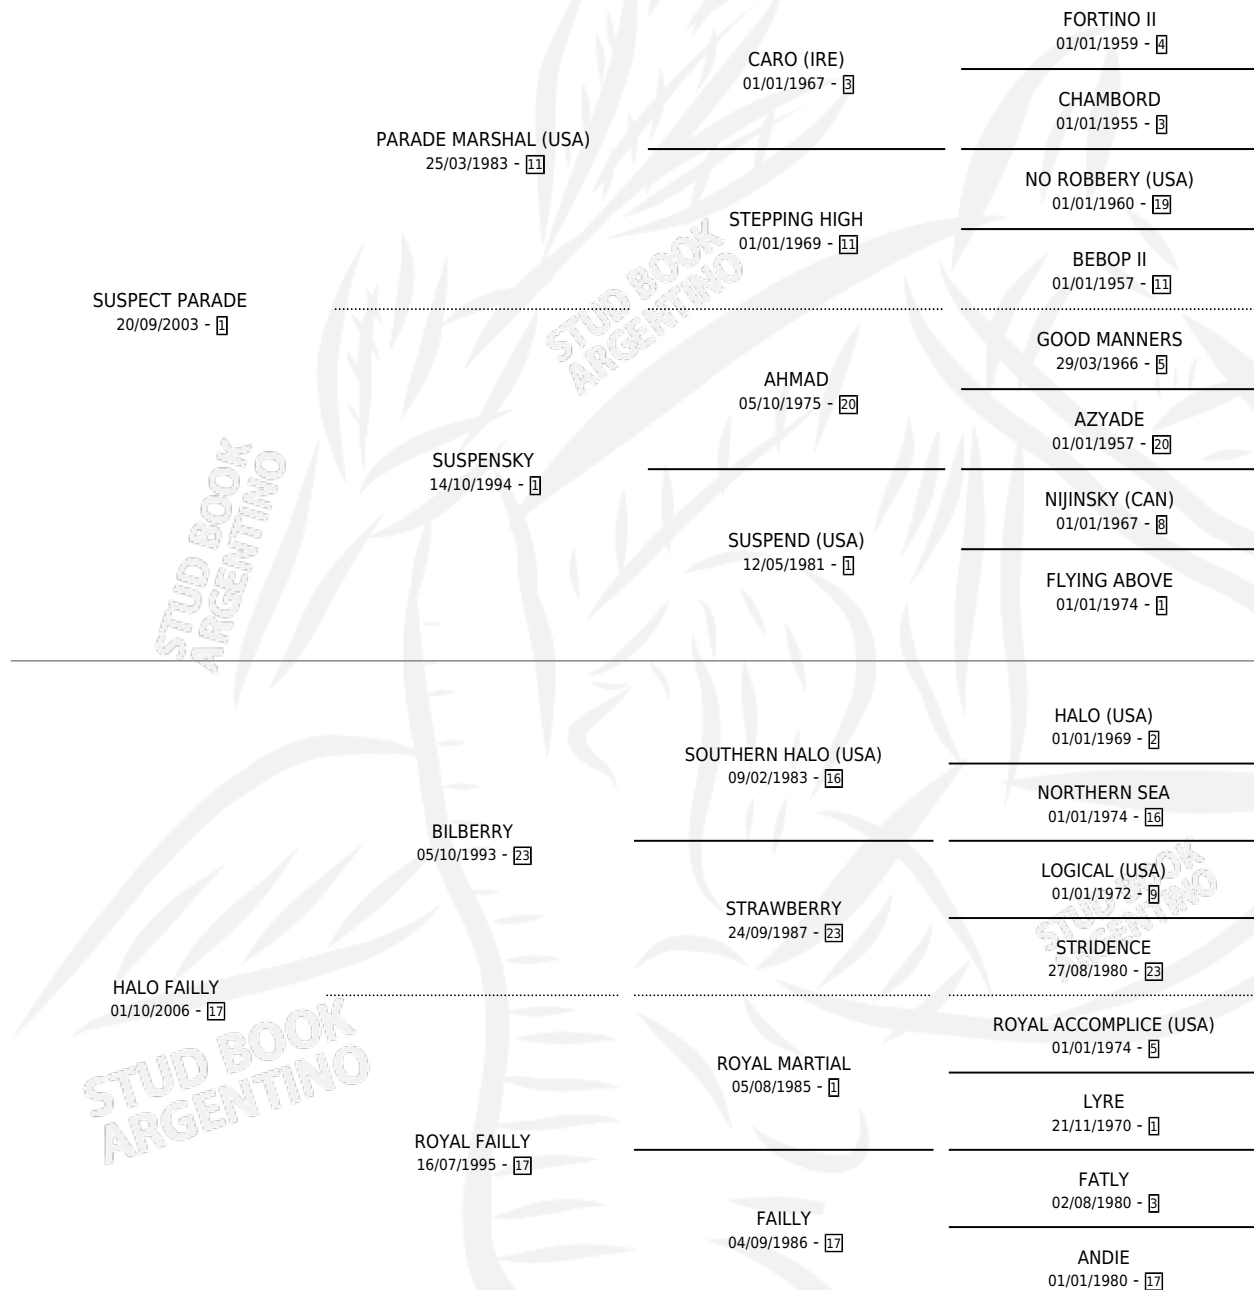 FORTINO II
01/01/1959 - 4
CARO (IRE)
01/01/1967 - 3
CHAMBORD
01/01/1955 - 3
PARADE MARSHAL (USA)
25/03/1983 - 11
NO ROBBERY (USA)
01/01/1960 - 19
STEPPING HIGH
01/01/1969 - 11
BEBOP II
01/01/1957 - 11
SUSPECT PARADE
20/09/2003 - 1
GOOD MANNERS
29/03/1966 - 5
AHMAD
05/10/1975 - 20
AZYADE
01/01/1957 - 20
SUSPENSKY
14/10/1994 - 1
NIJINSKY (CAN)
01/01/1967 - 8
SUSPEND (USA)
12/05/1981 - 1
FLYING ABOVE
01/01/1974 - 1
HALO (USA)
01/01/1969 - 2
SOUTHERN HALO (USA)
09/02/1983 - 16
NORTHERN SEA
01/01/1974 - 16
BILBERRY
05/10/1993 - 23
LOGICAL (USA)
01/01/1972 - 9
STRAWBERRY
24/09/1987 - 23
STRIDENCE
27/08/1980 - 23
HALO FAILLY
01/10/2006 - 17
ROYAL ACCOMPLICE (USA)
01/01/1974 - 5
ROYAL MARTIAL
05/08/1985 - 1
LYRE
21/11/1970 - 1
ROYAL FAILLY
16/07/1995 - 17
FATLY
02/08/1980 - 3
FAILLY
04/09/1986 - 17
ANDIE
01/01/1980 - 17
STUD BOOK
ARGENTINO
STUD BOOK
ARGENTINO
STUD BOOK
ARGENTINO
STUD BOOK
ARGENTINO